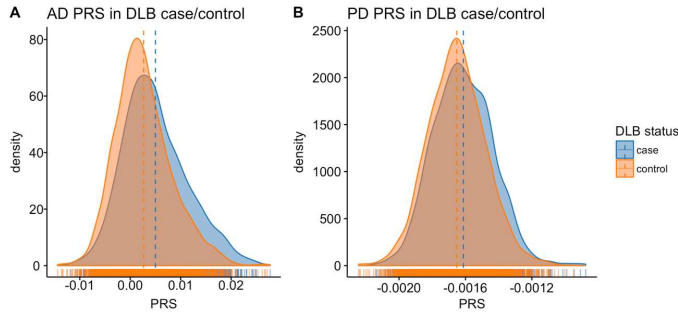 A AD PRS in DLB case/control
80
60
40
20
0
density
-0.01 0.00 0.01 0.02
PRS
B PD PRS in DLB case/control
2500
2000
1500
1000
500
0
density
-0.0020 -0.0016 -0.0012
PRS
DLB status
case
control